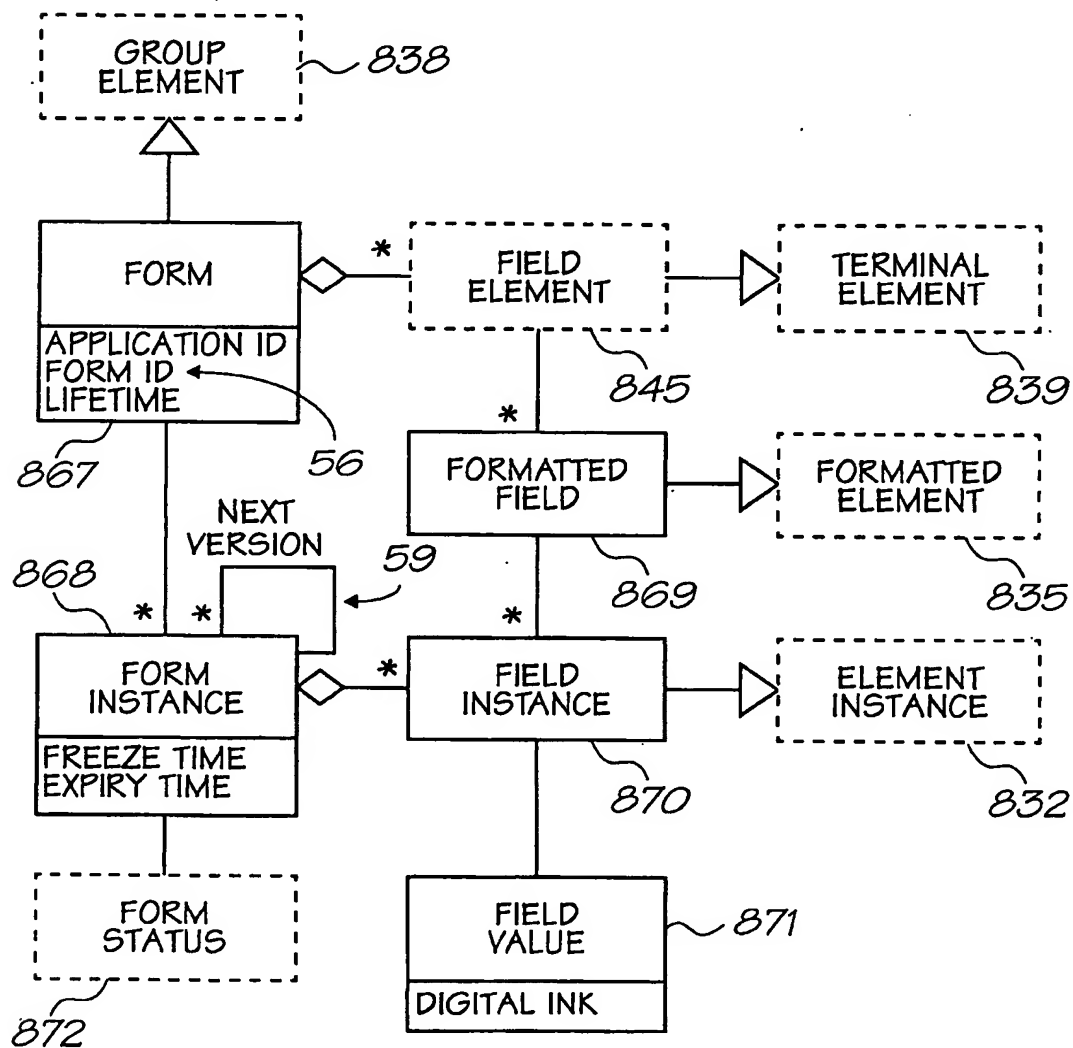 GROUP
ELEMENT
838
FORM
*
FIELD
ELEMENT
TERMINAL
ELEMENT
APPLICATION ID
FORM ID
LIFETIME
845
839
867
56
*
FORMATTED
FIELD
FORMATTED
ELEMENT
NEXT
VERSION
59
868
869
835
*
*
*
FORM
INSTANCE
*
FIELD
INSTANCE
ELEMENT
INSTANCE
FREEZE TIME
EXPIRY TIME
870
832
FORM
STATUS
FIELD
VALUE
871
DIGITAL INK
872